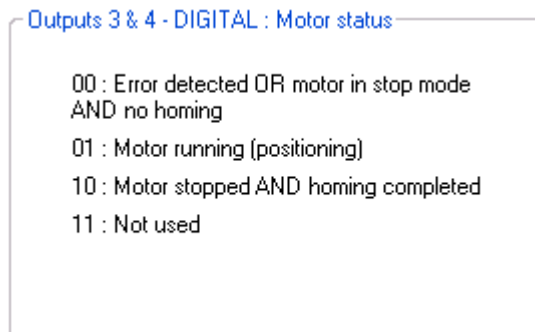 Outputs 3 & 4 - DIGITAL : Motor status
00 : Error detected OR motor in stop mode
AND no homing
01 : Motor running (positioning)
10 : Motor stopped AND homing completed
11 : Not used